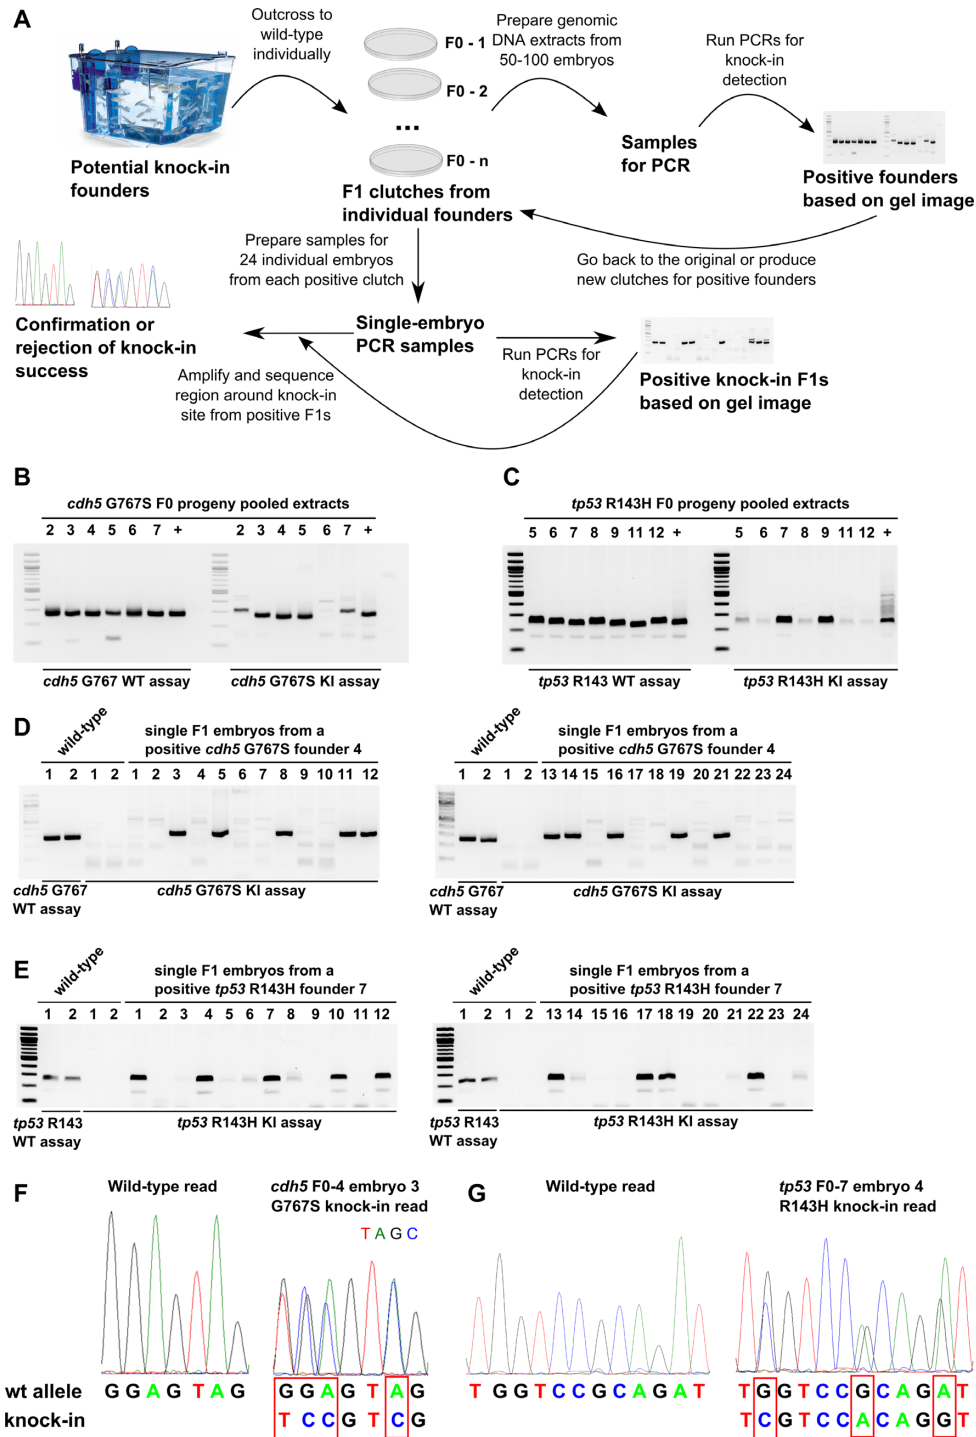 A
Outcross to
wild-type
individually
F0 - 1
F0 - 2
...
F0 - n
Prepare genomic
DNA extracts from
50-100 embryos
Run PCRs for
knock-in
detection
Potential knock-in
founders
F1 clutches from
individual founders
Samples
for PCR
Positive founders
based on gel image
Prepare samples for
24 individual embryos
from each positive clutch
Go back to the original or produce
new clutches for positive founders
Confirmation or
rejection of knock-in
success
Single-embryo
PCR samples
Run PCRs for
knock-in
detection
Positive knock-in F1s
based on gel image
Amplify and sequence
region around knock-in
site from positive F1s
B
cdh5 G767S F0 progeny pooled extracts
2 3 4 5 6 7 + 2 3 4 5 6 7 +
cdh5 G767 WT assay cdh5 G767S KI assay
C
tp53 R143H F0 progeny pooled extracts
5 6 7 8 9 11 12 + 5 6 7 8 9 11 12 +
tp53 R143 WT assay tp53 R143H KI assay
D
wild-type
single F1 embryos from a
positive cdh5 G767S founder 4
1 2 1 2 1 2 3 4 5 6 7 8 9 10 11 12
cdh5 G767
WT assay
cdh5 G767S KI assay
wild-type
single F1 embryos from a
positive cdh5 G767S founder 4
1 2 1 2 13 14 15 16 17 18 19 20 21 22 23 24
cdh5 G767
WT assay
cdh5 G767S KI assay
E
wild-type
single F1 embryos from a
positive tp53 R143H founder 7
1 2 1 2 1 2 3 4 5 6 7 8 9 10 11 12
tp53 R143
WT assay
tp53 R143H KI assay
wild-type
single F1 embryos from a
positive tp53 R143H founder 7
1 2 1 2 13 14 15 16 17 18 19 20 21 22 23 24
tp53 R143
WT assay
tp53 R143H KI assay
F
Wild-type read
cdh5 F0-4 embryo 3
G767S knock-in read
T A G C
wt allele G G A G T A G G G A G T A G
knock-in T C C G T C G
G
Wild-type read
tp53 F0-7 embryo 4
R143H knock-in read
T G G T C C G C A G A T T G G T C C G C A G A T
T C G T C C A C A G G T